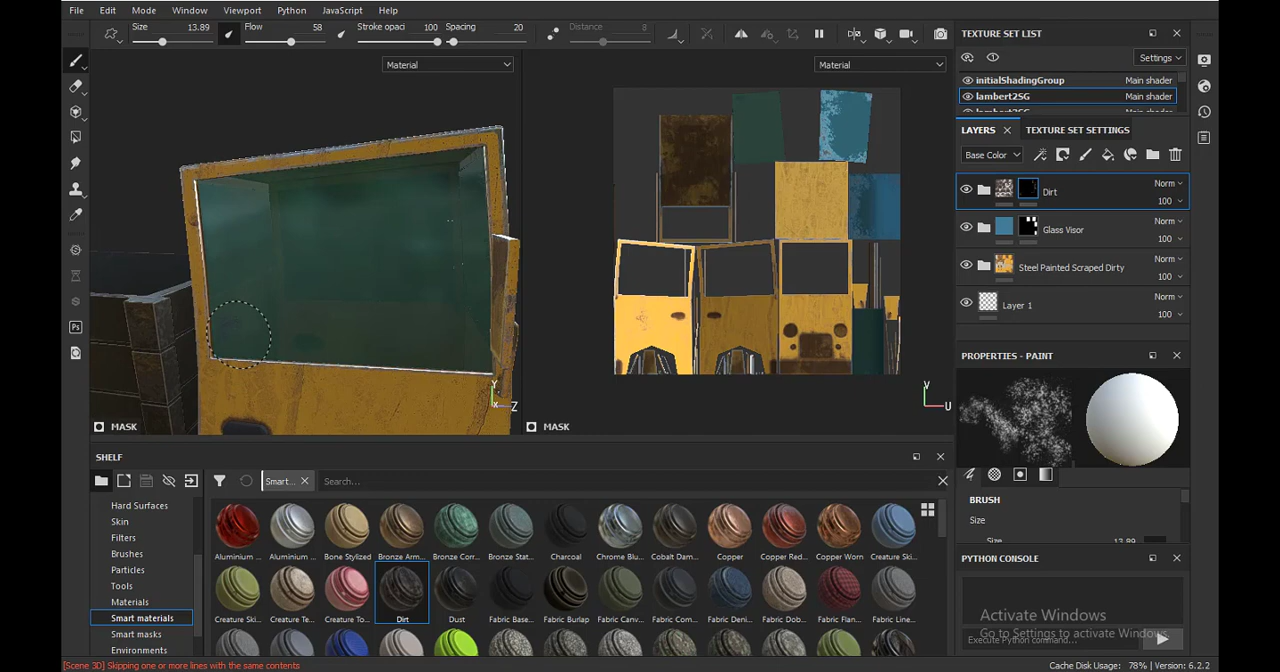 File Edit Mode Window Viewport Python JavaScript Help
Size 13.89 Flow 58 Stroke opaci 100 Spacing 20 Distance 8
Material
Material
MASK
MASK
Y
Z
X
V
U
TEXTURE SET LIST
Settings
initialShadingGroup Main shader
lambert2SG Main shader
LAYERS TEXTURE SET SETTINGS
Base Color
Dirt Norm 100
Glass Visor Norm 100
Steel Painted Scraped Dirty Norm 100
Layer 1 Norm 100
PROPERTIES - PAINT
BRUSH
Size
Size 13.89
PYTHON CONSOLE
Activate Windows
Go to Settings to activate Windows.
Execute Python command...
SHELF
Smart... Search...
Hard Surfaces
Skin
Filters
Brushes
Particles
Tools
Materials
Smart materials
Smart masks
Environments
Aluminium ... Aluminium ... Bone Stylized Bronze Arm... Bronze Corr... Bronze Stat... Charcoal Chrome Blu... Cobalt Dam... Copper Copper Red... Copper Worn Creature Ski...
Creature Ski... Creature Te... Creature To... Dirt Dust Fabric Base... Fabric Burlap Fabric Canv... Fabric Com... Fabric Deni... Fabric Dob... Fabric Flan... Fabric Line...
[Scene 3D] Skipping one or more lines with the same contents
Cache Disk Usage: 78% | Version: 6.2.2
Ps